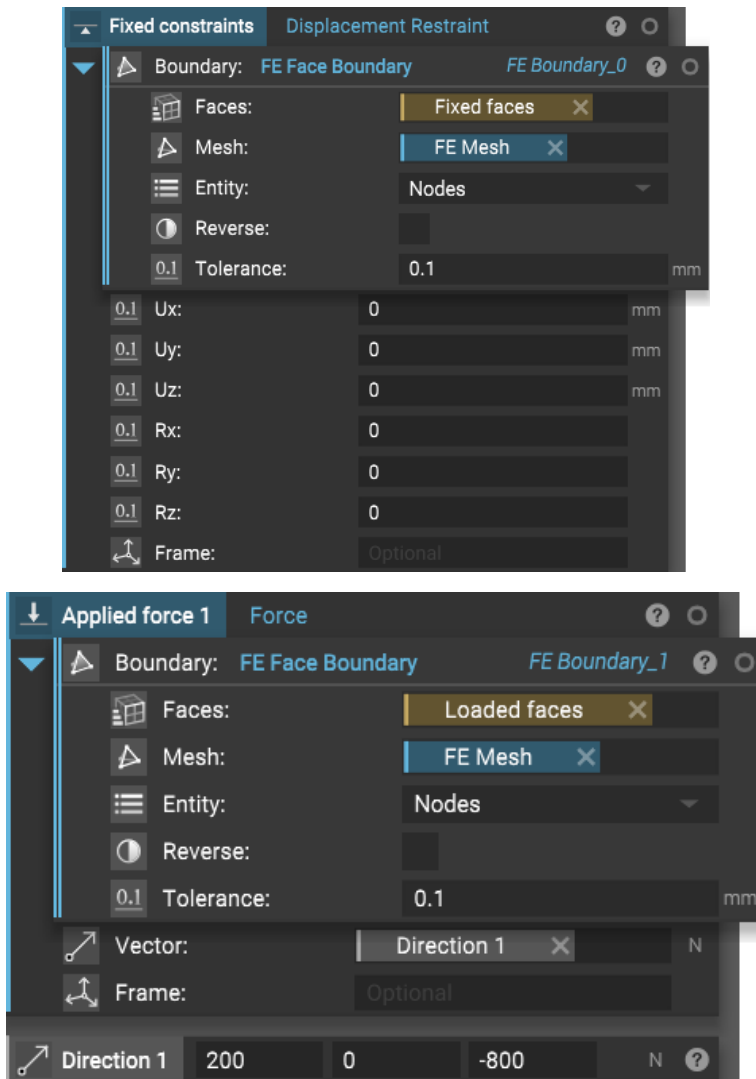 Fixed constraints Displacement Restraint ?
Boundary: FE Face Boundary FE Boundary_0 ?
Faces: Fixed faces ×
Mesh: FE Mesh ×
Entity: Nodes
Reverse:
0.1 Tolerance: 0.1 mm
0.1 Ux: 0 mm
0.1 Uy: 0 mm
0.1 Uz: 0 mm
0.1 Rx: 0
0.1 Ry: 0
0.1 Rz: 0
Frame: Optional
Applied force 1 Force ?
Boundary: FE Face Boundary FE Boundary_1 ?
Faces: Loaded faces ×
Mesh: FE Mesh ×
Entity: Nodes
Reverse:
0.1 Tolerance: 0.1 mm
Vector: Direction 1 × N
Frame: Optional
Direction 1 200 0 -800 N ?